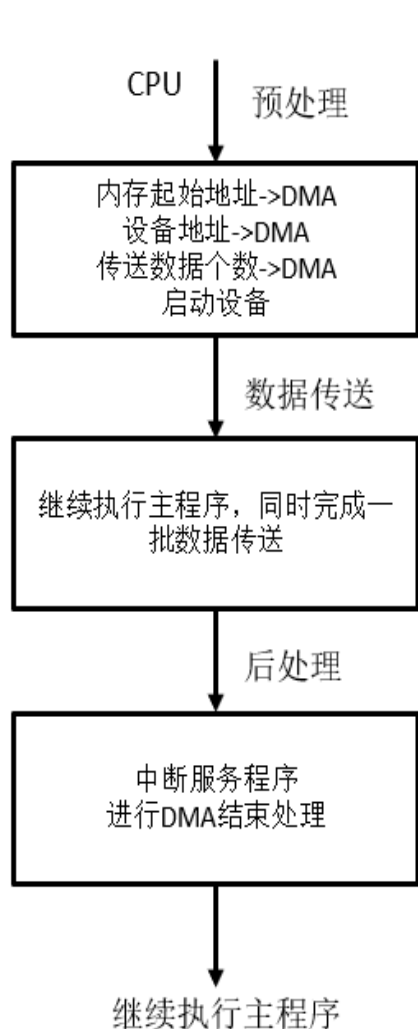 CPU
预处理
内存起始地址->DMA
设备地址->DMA
传送数据个数->DMA
启动设备
数据传送
继续执行主程序，同时完成一
批数据传送
后处理
中断服务程序
进行DMA结束处理
继续执行主程序